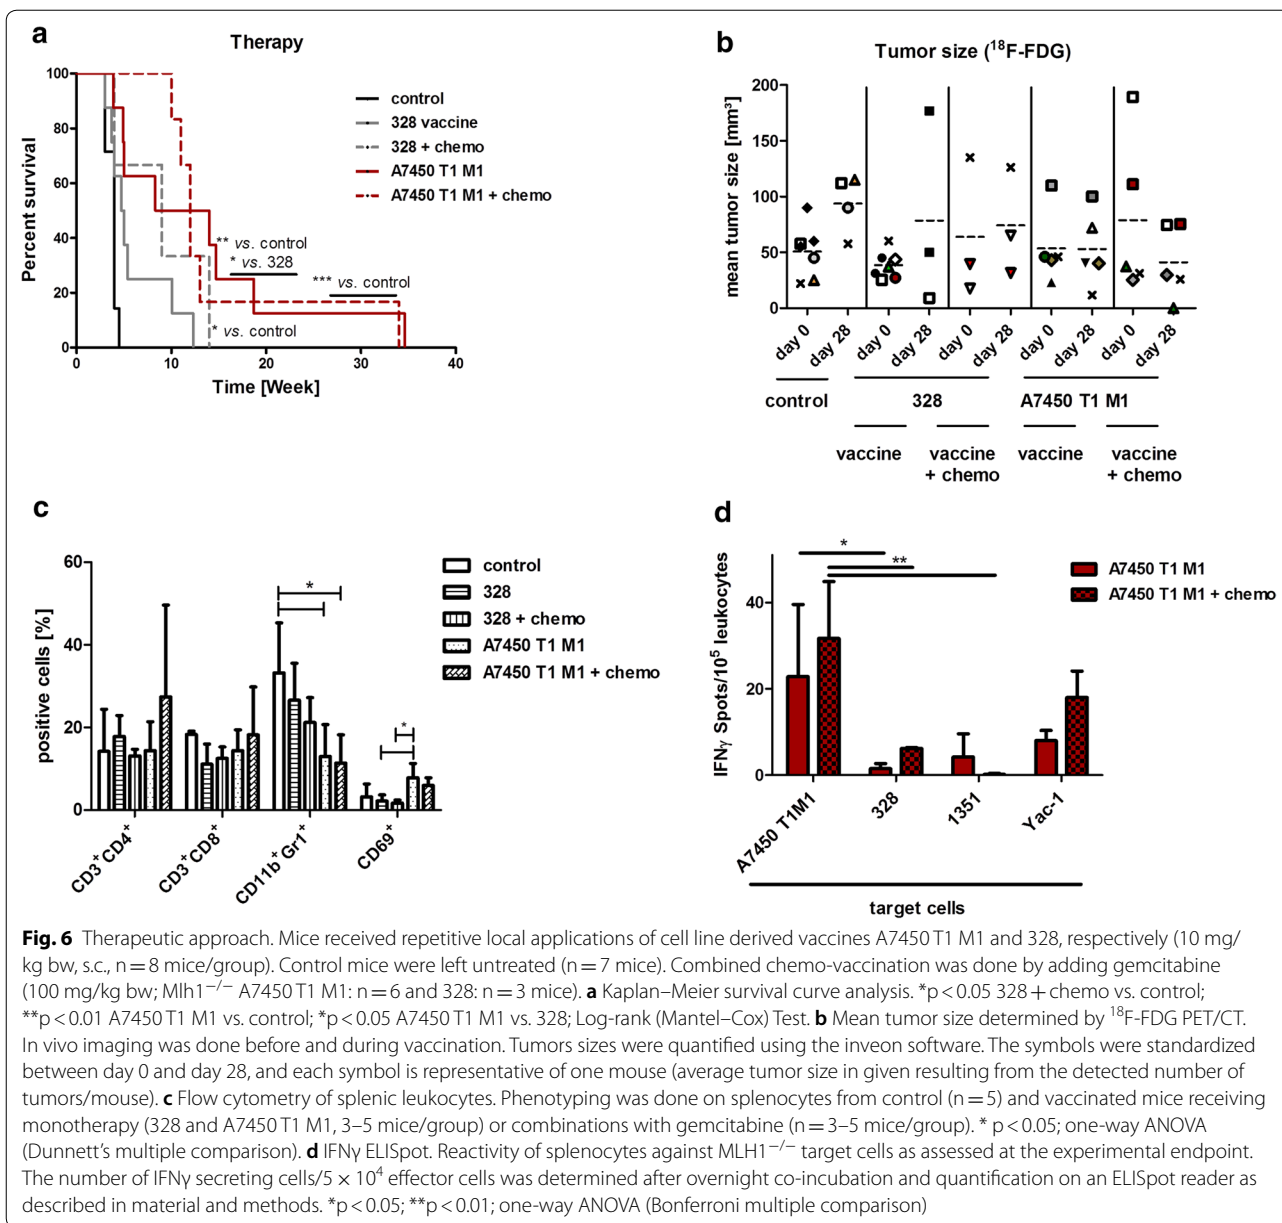 a
Therapy
Percent survival
100
80
60
40
20
0
0
10
20
30
40
Time [Week]
control
328 vaccine
328 + chemo
A7450 T1 M1
A7450 T1 M1 + chemo
** vs. control
* vs. 328
*** vs. control
* vs. control
b
Tumor size (¹⁸F-FDG)
mean tumor size [mm³]
200
150
100
50
0
day 0
day 28
day 0
day 28
day 0
day 28
day 0
day 28
day 0
day 28
control
328
A7450 T1 M1
vaccine
vaccine
+ chemo
vaccine
vaccine
+ chemo
c
positive cells [%]
60
40
20
0
CD3⁺CD4⁺
CD3⁺CD8⁺
CD11b⁺Gr1⁺
CD69⁺
*
*
control
328
328 + chemo
A7450 T1 M1
A7450 T1 M1 + chemo
d
IFNγ Spots/10⁵ leukocytes
40
20
0
*
**
A7450 T1 M1
A7450 T1 M1 + chemo
A7450 T1M1
328
1351
Yac-1
target cells
Fig. 6 Therapeutic approach. Mice received repetitive local applications of cell line derived vaccines A7450 T1 M1 and 328, respectively (10 mg/
kg bw, s.c., n = 8 mice/group). Control mice were left untreated (n = 7 mice). Combined chemo-vaccination was done by adding gemcitabine
(100 mg/kg bw; Mlh1⁻/⁻ A7450 T1 M1: n = 6 and 328: n = 3 mice). a Kaplan–Meier survival curve analysis. *p < 0.05 328 + chemo vs. control;
**p < 0.01 A7450 T1 M1 vs. control; *p < 0.05 A7450 T1 M1 vs. 328; Log-rank (Mantel–Cox) Test. b Mean tumor size determined by ¹⁸F-FDG PET/CT.
In vivo imaging was done before and during vaccination. Tumors sizes were quantified using the inveon software. The symbols were standardized
between day 0 and day 28, and each symbol is representative of one mouse (average tumor size in given resulting from the detected number of
tumors/mouse). c Flow cytometry of splenic leukocytes. Phenotyping was done on splenocytes from control (n = 5) and vaccinated mice receiving
monotherapy (328 and A7450 T1 M1, 3–5 mice/group) or combinations with gemcitabine (n = 3–5 mice/group). * p < 0.05; one-way ANOVA
(Dunnett's multiple comparison). d IFNγ ELISpot. Reactivity of splenocytes against MLH1⁻/⁻ target cells as assessed at the experimental endpoint.
The number of IFNγ secreting cells/5 × 10⁴ effector cells was determined after overnight co-incubation and quantification on an ELISpot reader as
described in material and methods. *p < 0.05; **p < 0.01; one-way ANOVA (Bonferroni multiple comparison)